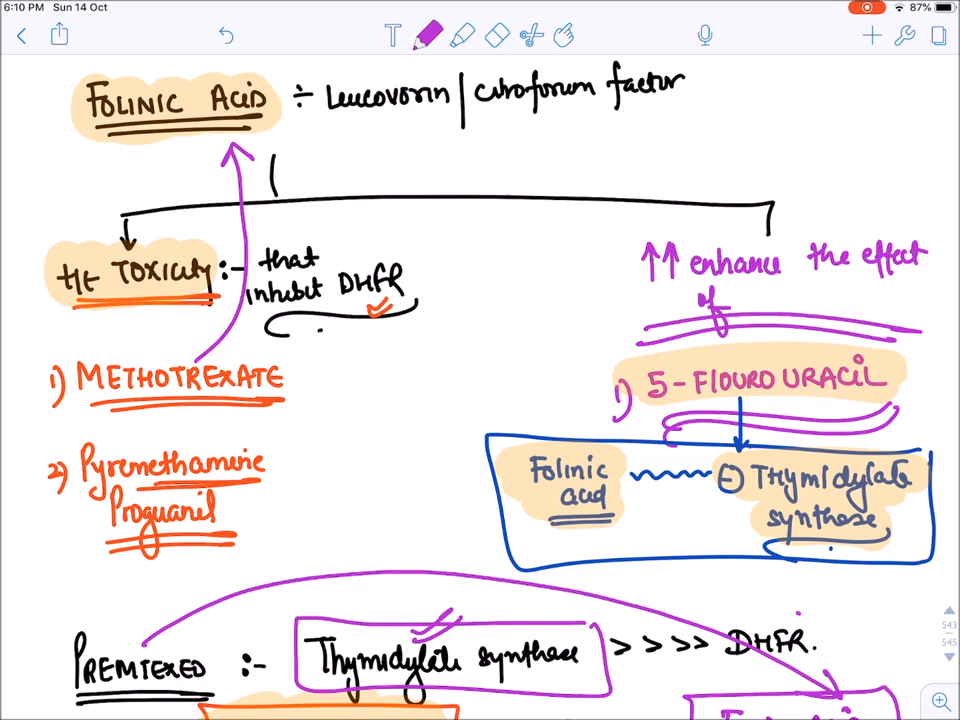 6:10 PM Sun 14 Oct
87%
T
FOLINIC ACID ÷ Leucovorin | citroforum factor
Ht TOXICITY :- that
inhibit DHFR
↑↑ enhance the effect
of
1) METHOTREXATE
1) 5-FlOURO URACIL
2) Pyremethamine
Proguanil
Folinic
acid
(-) Thymidylate
synthase
PREMTEXED :- Thymidylate synthase >>>> DHFR.
543
545